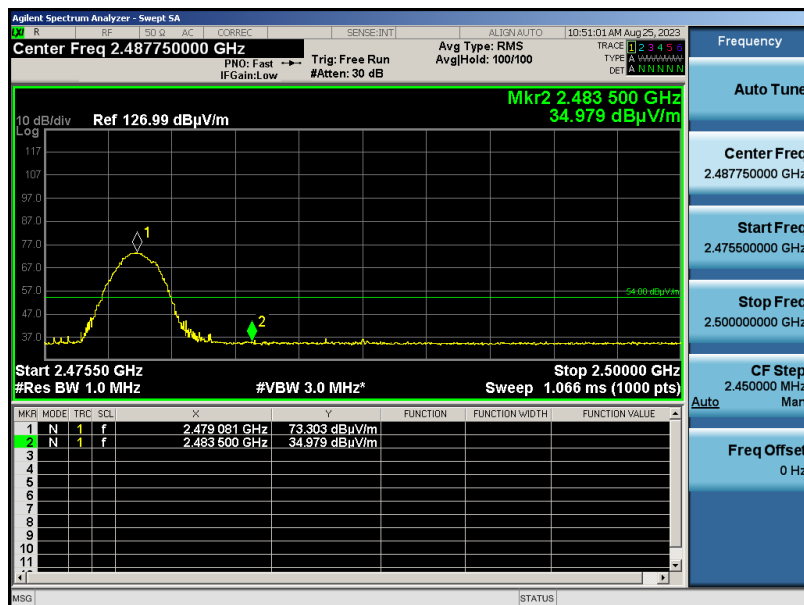 Agilent Spectrum Analyzer - Swept SA
LXI R RF 50 Ω AC CORREC SENSE:INT ALIGN AUTO 10:51:01 AM Aug 25, 2023
Center Freq 2.487750000 GHz
PNO: Fast
IFGain:Low
Trig: Free Run
#Atten: 30 dB
Avg Type: RMS
Avg|Hold: 100/100
TRACE 1 2 3 4 5 6
TYPE A WWWWW
DET A N N N N N
Mkr2 2.483 500 GHz
34.979 dBµV/m
10 dB/div Ref 126.99 dBµV/m
Log
117
107
97.0
87.0
77.0
67.0
57.0
47.0
37.0
1
2
54.00 dBµV/m
Start 2.47550 GHz Stop 2.50000 GHz
#Res BW 1.0 MHz #VBW 3.0 MHz* Sweep 1.066 ms (1000 pts)
MKR MODE TRC SCL X Y FUNCTION FUNCTION WIDTH FUNCTION VALUE
1 N 1 f 2.479 081 GHz 73.303 dBµV/m
2 N 1 f 2.483 500 GHz 34.979 dBµV/m
3
4
5
6
7
8
9
10
11
MSG STATUS
Frequency
Auto Tune
Center Freq
2.487750000 GHz
Start Freq
2.475500000 GHz
Stop Freq
2.500000000 GHz
CF Step
2.450000 MHz
Auto Man
Freq Offset
0 Hz